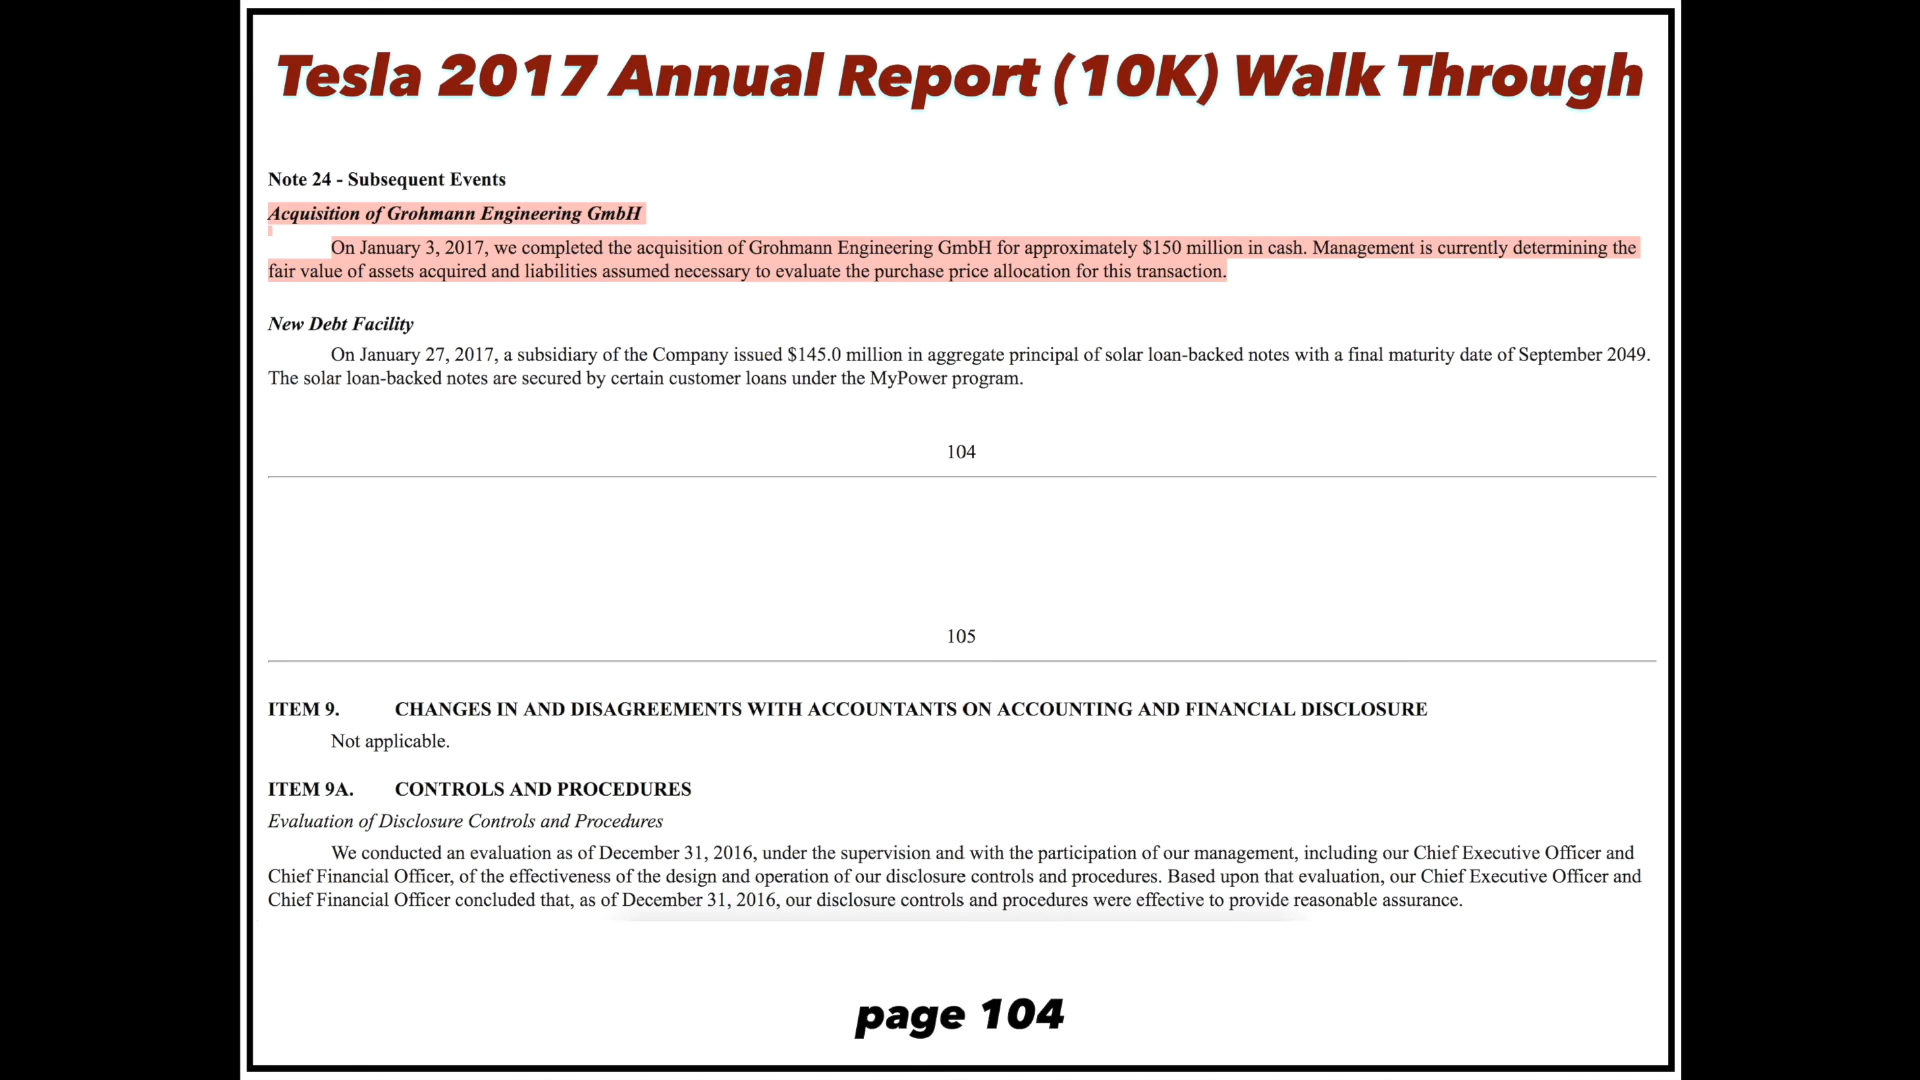 Tesla 2017 Annual Report (10K) Walk Through
Note 24 - Subsequent Events
Acquisition of Grohmann Engineering GmbH
On January 3, 2017, we completed the acquisition of Grohmann Engineering GmbH for approximately $150 million in cash. Management is currently determining the
fair value of assets acquired and liabilities assumed necessary to evaluate the purchase price allocation for this transaction.
New Debt Facility
On January 27, 2017, a subsidiary of the Company issued $145.0 million in aggregate principal of solar loan-backed notes with a final maturity date of September 2049.
The solar loan-backed notes are secured by certain customer loans under the MyPower program.
104
105
ITEM 9. CHANGES IN AND DISAGREEMENTS WITH ACCOUNTANTS ON ACCOUNTING AND FINANCIAL DISCLOSURE
Not applicable.
ITEM 9A. CONTROLS AND PROCEDURES
Evaluation of Disclosure Controls and Procedures
We conducted an evaluation as of December 31, 2016, under the supervision and with the participation of our management, including our Chief Executive Officer and
Chief Financial Officer, of the effectiveness of the design and operation of our disclosure controls and procedures. Based upon that evaluation, our Chief Executive Officer and
Chief Financial Officer concluded that, as of December 31, 2016, our disclosure controls and procedures were effective to provide reasonable assurance.
page 104